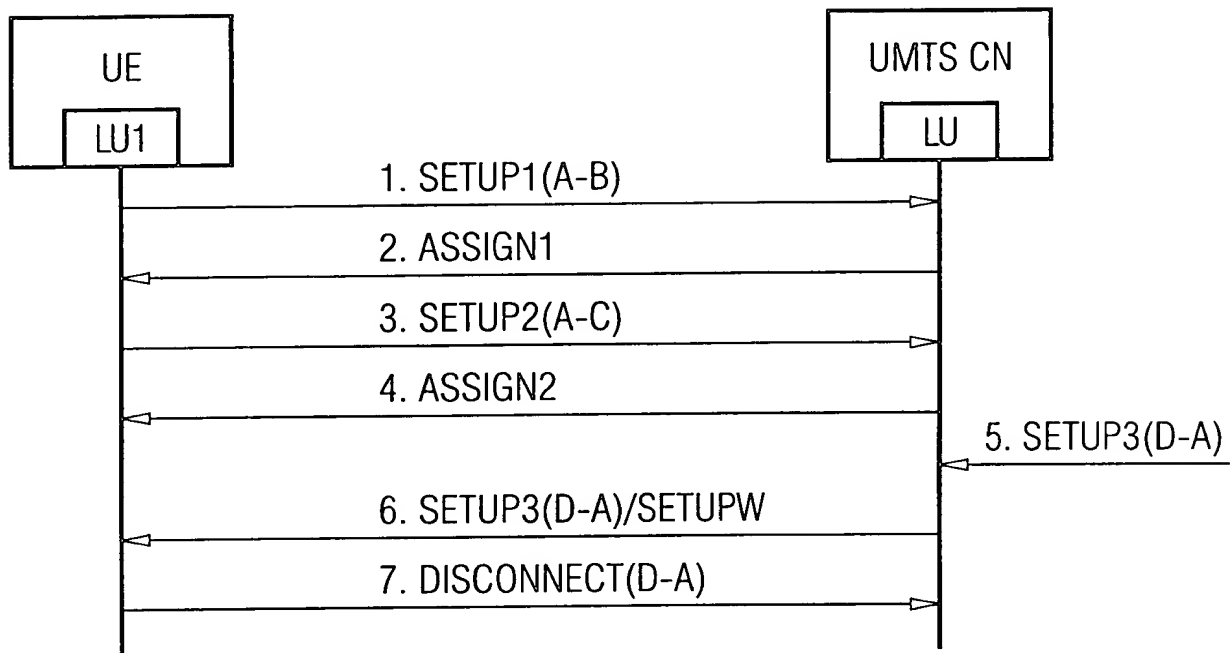 UE
LU1
UMTS CN
LU
1. SETUP1(A-B)
2. ASSIGN1
3. SETUP2(A-C)
4. ASSIGN2
5. SETUP3(D-A)
6. SETUP3(D-A)/SETUPW
7. DISCONNECT(D-A)